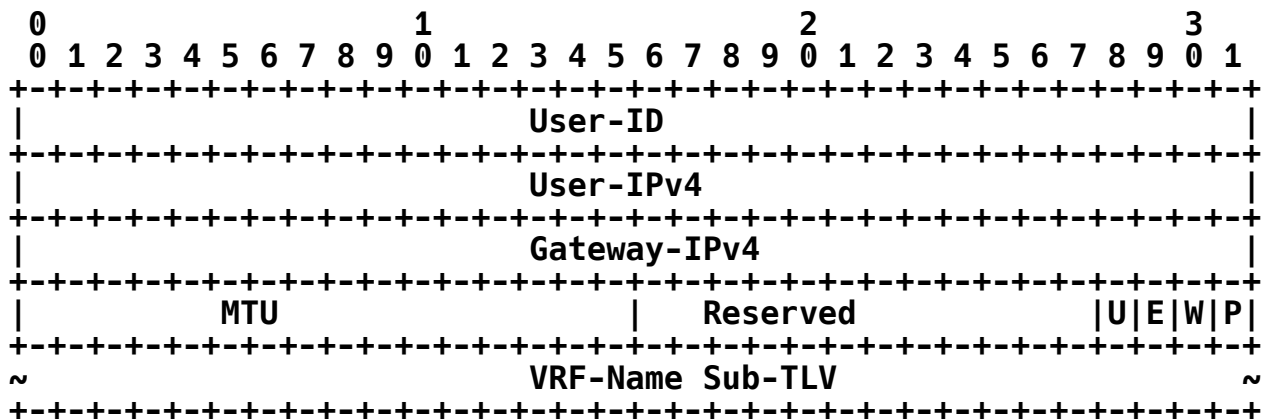 0                   1                   2                   3
 0 1 2 3 4 5 6 7 8 9 0 1 2 3 4 5 6 7 8 9 0 1 2 3 4 5 6 7 8 9 0 1
+-+-+-+-+-+-+-+-+-+-+-+-+-+-+-+-+-+-+-+-+-+-+-+-+-+-+-+-+-+-+-+-+
|                          User-ID                              |
+-+-+-+-+-+-+-+-+-+-+-+-+-+-+-+-+-+-+-+-+-+-+-+-+-+-+-+-+-+-+-+-+
|                          User-IPv4                            |
+-+-+-+-+-+-+-+-+-+-+-+-+-+-+-+-+-+-+-+-+-+-+-+-+-+-+-+-+-+-+-+-+
|                          Gateway-IPv4                         |
+-+-+-+-+-+-+-+-+-+-+-+-+-+-+-+-+-+-+-+-+-+-+-+-+-+-+-+-+-+-+-+-+
|          MTU                  |   Reserved            |U|E|W|P|
+-+-+-+-+-+-+-+-+-+-+-+-+-+-+-+-+-+-+-+-+-+-+-+-+-+-+-+-+-+-+-+-+
~                          VRF-Name Sub-TLV                     ~
+-+-+-+-+-+-+-+-+-+-+-+-+-+-+-+-+-+-+-+-+-+-+-+-+-+-+-+-+-+-+-+-+